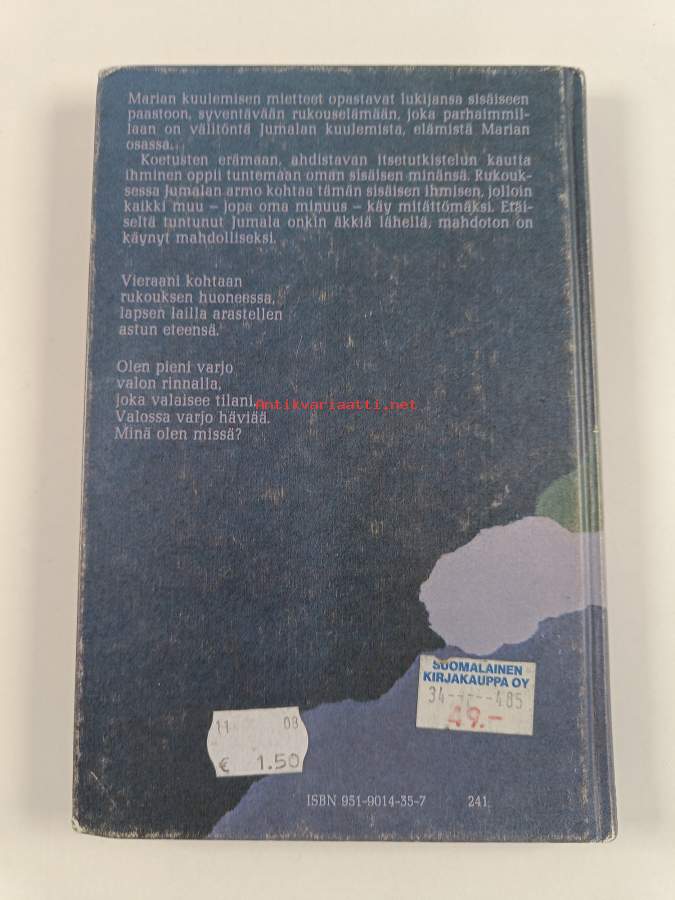 Marian kuulemisen mietteet opastavat lukijansa sisäiseen
paastoon, syventävään rukouselämään, joka parhaimmil-
laan on välitöntä Jumalan kuulemista, elämistä Marian
osassa.
Koetusten erämaan, ahdistavan itsetutkistelun kautta
ihminen oppii tuntemaan oman sisäisen minänsä. Rukouk-
sessa Jumalan armo kohtaa tämän sisäisen ihmisen, jolloin
kaikki muu – jopa oma minuus – käy mitättömäksi. Etäi-
seltä tuntunut Jumala onkin äkkiä lähellä, mahdoton on
käynyt mahdolliseksi.
Vieraani kohtaan
rukouksen huoneessa,
lapsen lailla arastellen
astun eteensä.
Olen pieni varjo
valon rinnalla,
joka valaisee tilani.
Valossa varjo häviää.
Minä olen missä?
Antikvariaatti.net
SUOMALAINEN
KIRJAKAUPPA OY
34-----485
49.-
11 08
€ 1.50
ISBN 951-9014-35-7 241